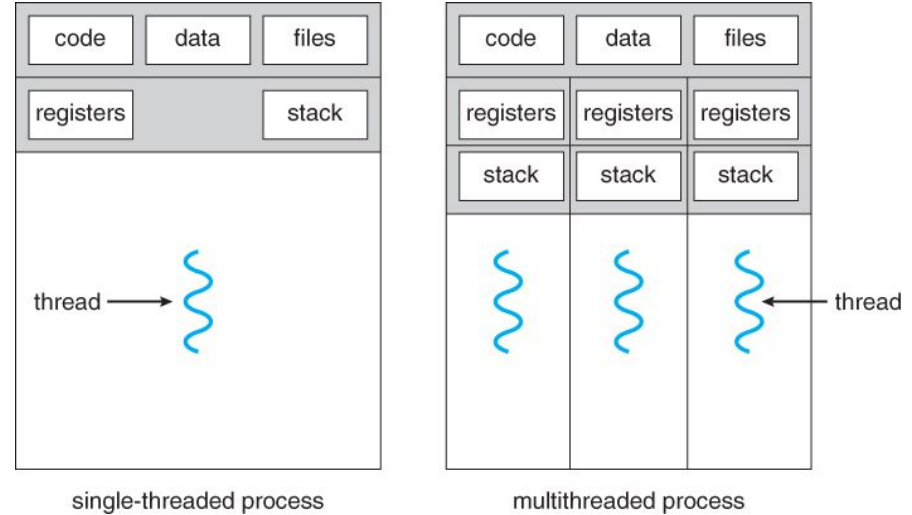 code data files
registers stack
thread
single-threaded process
code data files
registers registers registers
stack stack stack
thread
multithreaded process